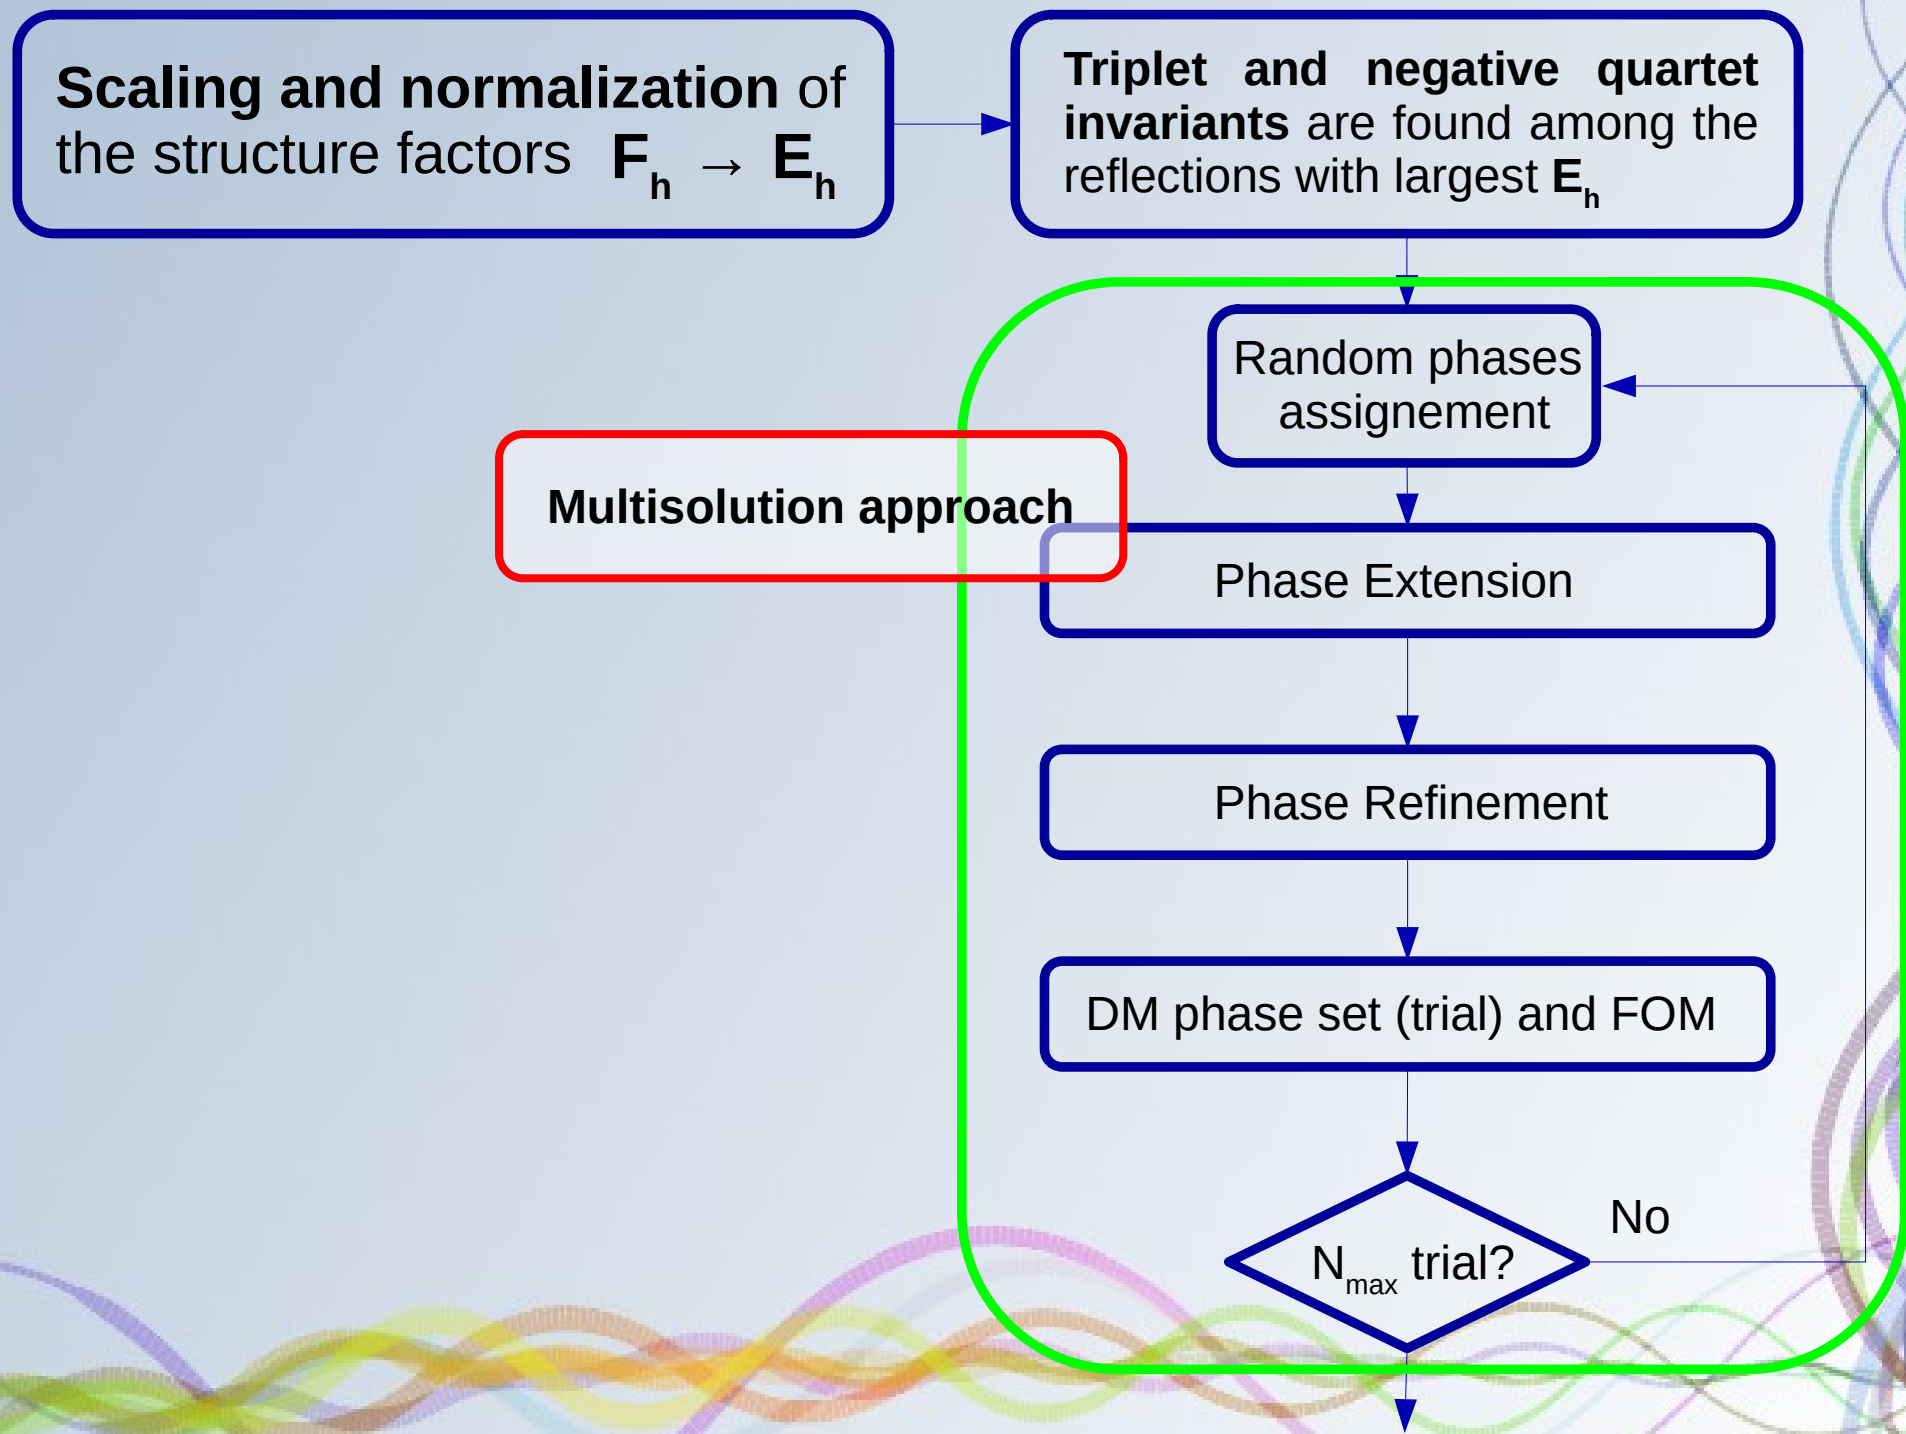 Scaling and normalization of
the structure factors F_h → E_h
Triplet and negative quartet
invariants are found among the
reflections with largest E_h
Random phases
assignement
Multisolution approach
Phase Extension
Phase Refinement
DM phase set (trial) and FOM
No
N_max trial?